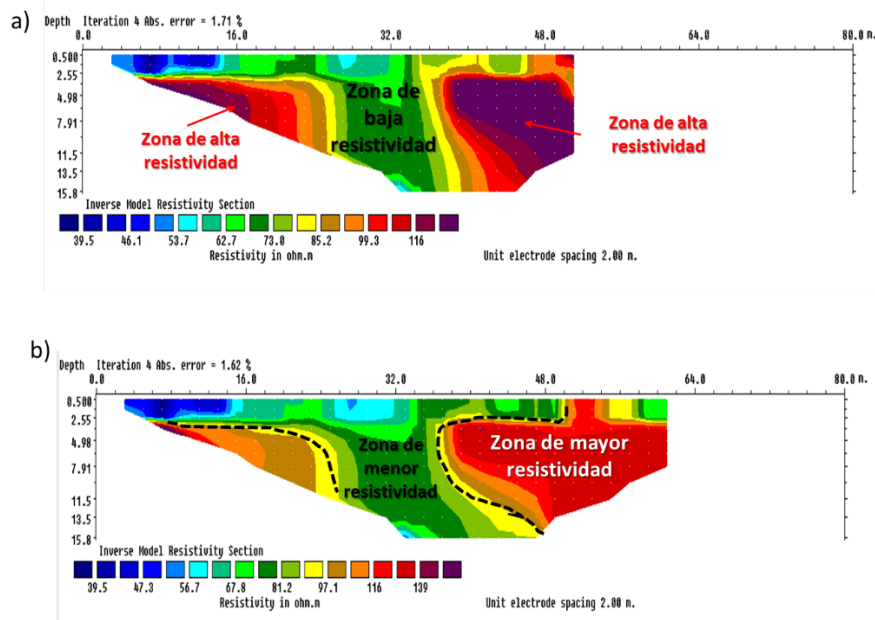 a)
Depth Iteration 4 Abs. error = 1.71 %
0.0 16.0 32.0 48.0 64.0 80.0 m.
0.500
2.55
4.98
7.91
11.5
13.5
15.8
Zona de alta
resistividad
Zona de
baja
resistividad
Zona de alta
resistividad
Inverse Model Resistivity Section
39.5 46.1 53.7 62.7 73.0 85.2 99.3 116
Resistivity in ohm.m Unit electrode spacing 2.00 m.
b)
Depth Iteration 4 Abs. error = 1.62 %
0.0 16.0 32.0 48.0 64.0 80.0 m.
0.500
2.55
4.98
7.91
11.5
13.5
15.8
Zona de
menor
resistividad
Zona de mayor
resistividad
Inverse Model Resistivity Section
39.5 47.3 56.7 67.8 81.2 97.1 116 139
Resistivity in ohm.m Unit electrode spacing 2.00 m.